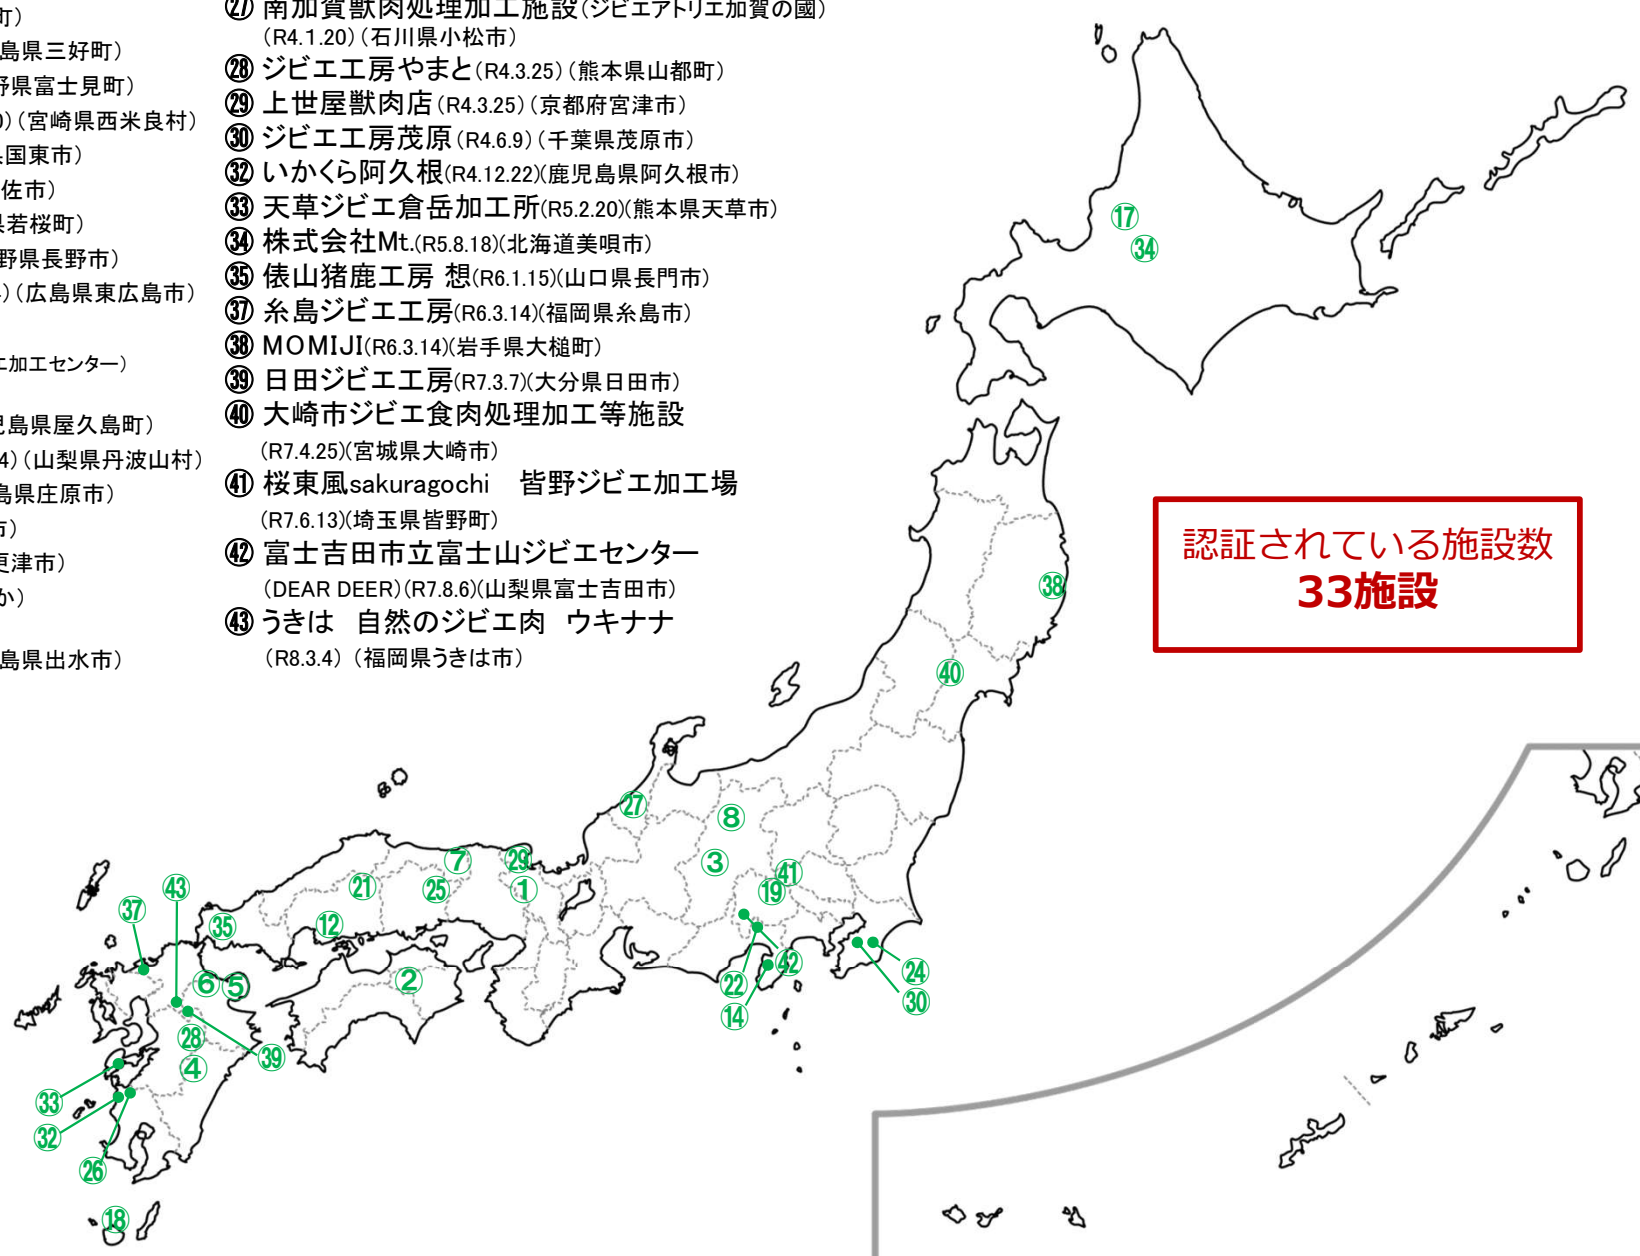 町）
島県三好町）
野県富士見町）
)（宮崎県西米良村）
国東市）
佐市）
県若桜町）
野県長野市）
)（広島県東広島市）
エ加工センター）
児島県屋久島町）
4)（山梨県丹波山村）
島県庄原市）
市）
更津市）
か）
島県出水市）
㉗ 南加賀獣肉処理加工施設（ジビエアトリエ加賀の國）
（R4.1.20）（石川県小松市）
㉘ ジビエ工房やまと（R4.3.25）（熊本県山都町）
㉙ 上世屋獣肉店（R4.3.25）（京都府宮津市）
㉚ ジビエ工房茂原（R4.6.9）（千葉県茂原市）
㉜ いかくら阿久根(R4.12.22)(鹿児島県阿久根市）
㉝ 天草ジビエ倉岳加工所(R5.2.20)(熊本県天草市）
㉞ 株式会社Mt.(R5.8.18)(北海道美唄市）
㉟ 俵山猪鹿工房 想(R6.1.15)(山口県長門市）
㊲ 糸島ジビエ工房(R6.3.14)(福岡県糸島市）
㊳ MOMIJI(R6.3.14)(岩手県大槌町）
㊴ 日田ジビエ工房(R7.3.7)(大分県日田市）
㊵ 大崎市ジビエ食肉処理加工等施設
(R7.4.25)(宮城県大崎市）
㊶ 桜東風sakuragochi　皆野ジビエ加工場
(R7.6.13)(埼玉県皆野町）
㊷ 富士吉田市立富士山ジビエセンター
（DEAR DEER）(R7.8.6)(山梨県富士吉田市）
㊸ うきは　自然のジビエ肉　ウキナナ
（R8.3.4）（福岡県うきは市）
認証されている施設数
33施設
⑰
㉞
㊳
㊵
㉗
⑧
③
㊶
⑲
㉒
㊷
⑭
㉔
㉚
⑦
㉙
①
㉕
㉑
⑫
㉟
②
㊸
㊲
⑥
⑤
㉘
④
㊴
㉝
㉜
㉖
⑱